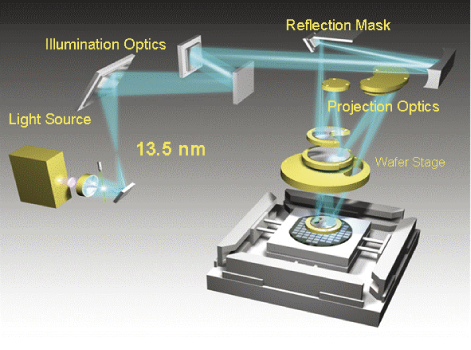 Reflection Mask
Illumination Optics
Projection Optics
Light Source
13.5 nm
Wafer Stage